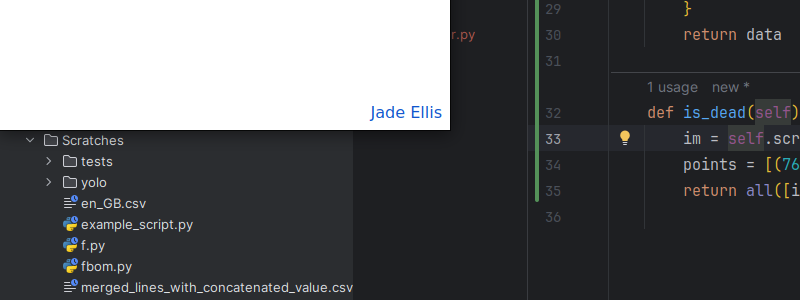 Jade Ellis
r.py
Scratches
tests
yolo
en_GB.csv
example_script.py
f.py
fbom.py
merged_lines_with_concatenated_value.csv
29 }
30 return data
31
1 usage new *
32 def is_dead(self)
33 im = self.scr
34 points = [(76
35 return all([i
36